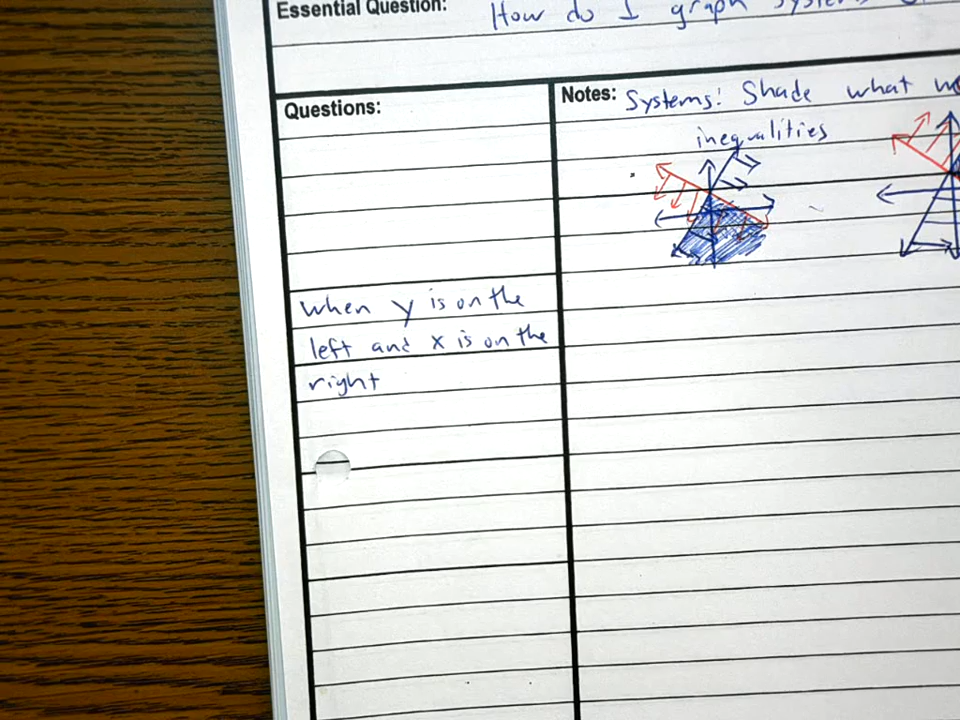 Essential Question: How do I graph systems
Questions:
Notes: Systems: Shade what
inequalities
when y is on the
left and x is on the
right